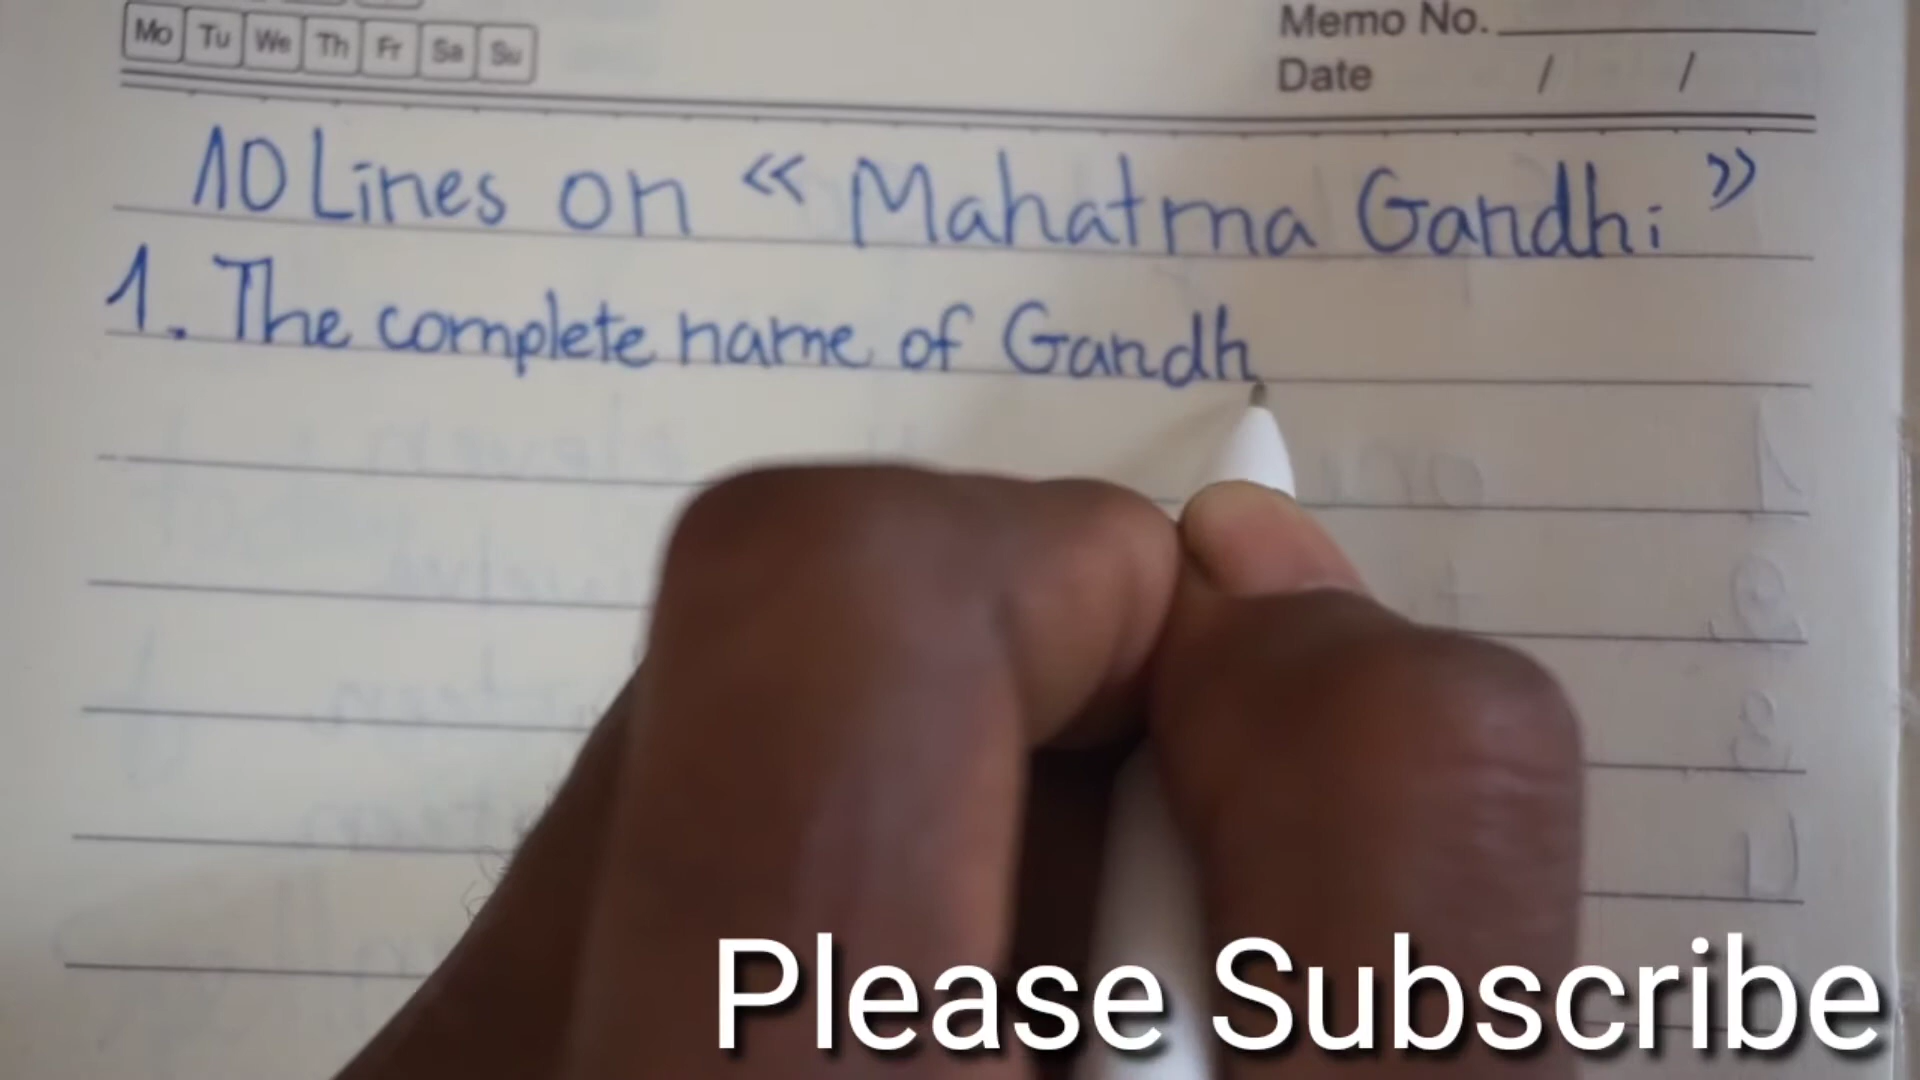 Mo Tu We Th Fr Sa Su
Memo No.
Date / /
10 Lines on « Mahatma Gandhi »
1. The complete name of Gandh
Please Subscribe